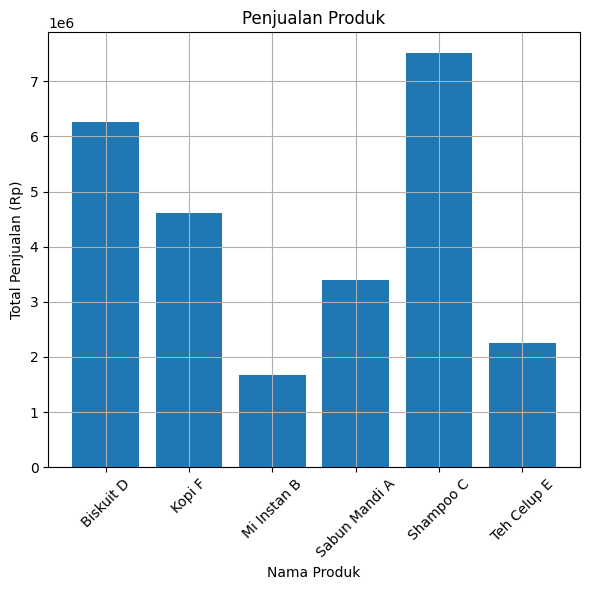 Penjualan Produk
1e6
Total Penjualan (Rp)
7
6
5
4
3
2
1
0
Biskuit D
Kopi F
Mi Instan B
Sabun Mandi A
Shampoo C
Teh Celup E
Nama Produk